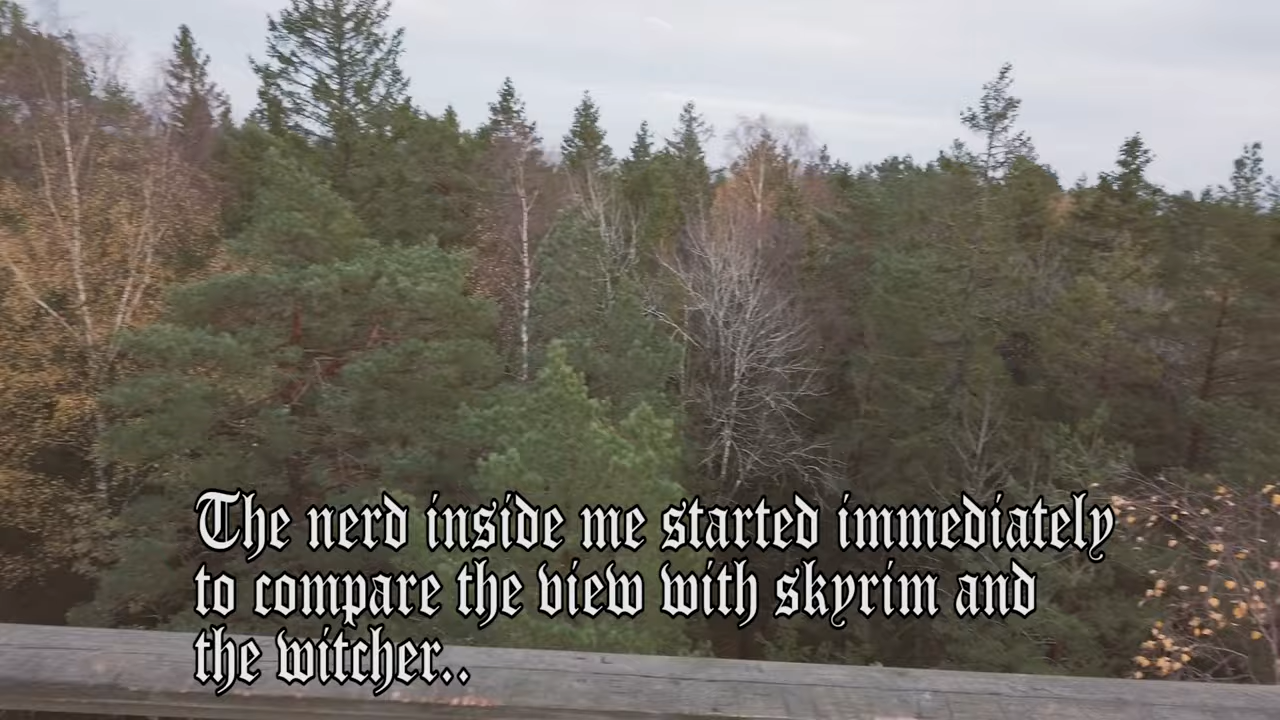 The nerd inside me started immediately
to compare the view with skyrim and
the witcher..